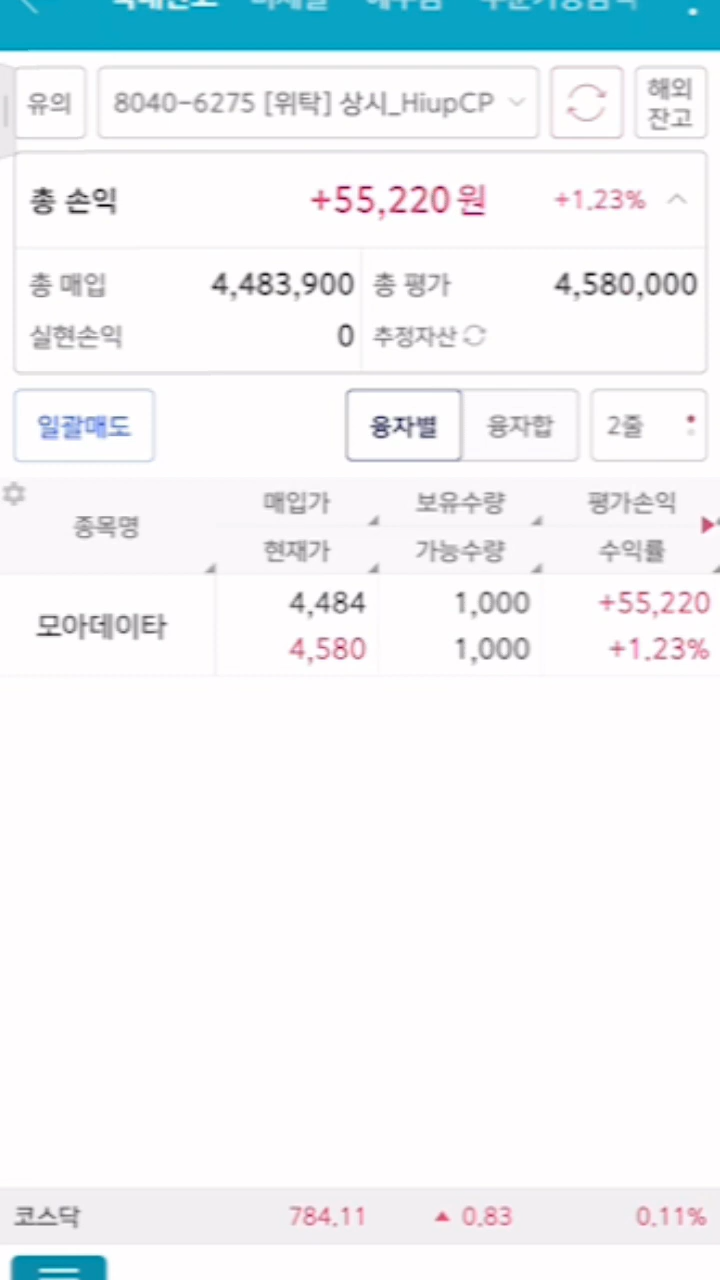 유의
8040-6275 [위탁] 상시_HiupCP
해외
잔고
총 손익 +55,220 원 +1.23%
총 매입 4,483,900 총 평가 4,580,000
실현손익 0 추정자산
일괄매도 융자별 융자합 2줄
종목명 매입가 보유수량 평가손익
현재가 가능수량 수익률
모아데이타 4,484 1,000 +55,220
4,580 1,000 +1.23%
코스닥 784.11 ▲ 0.83 0.11%